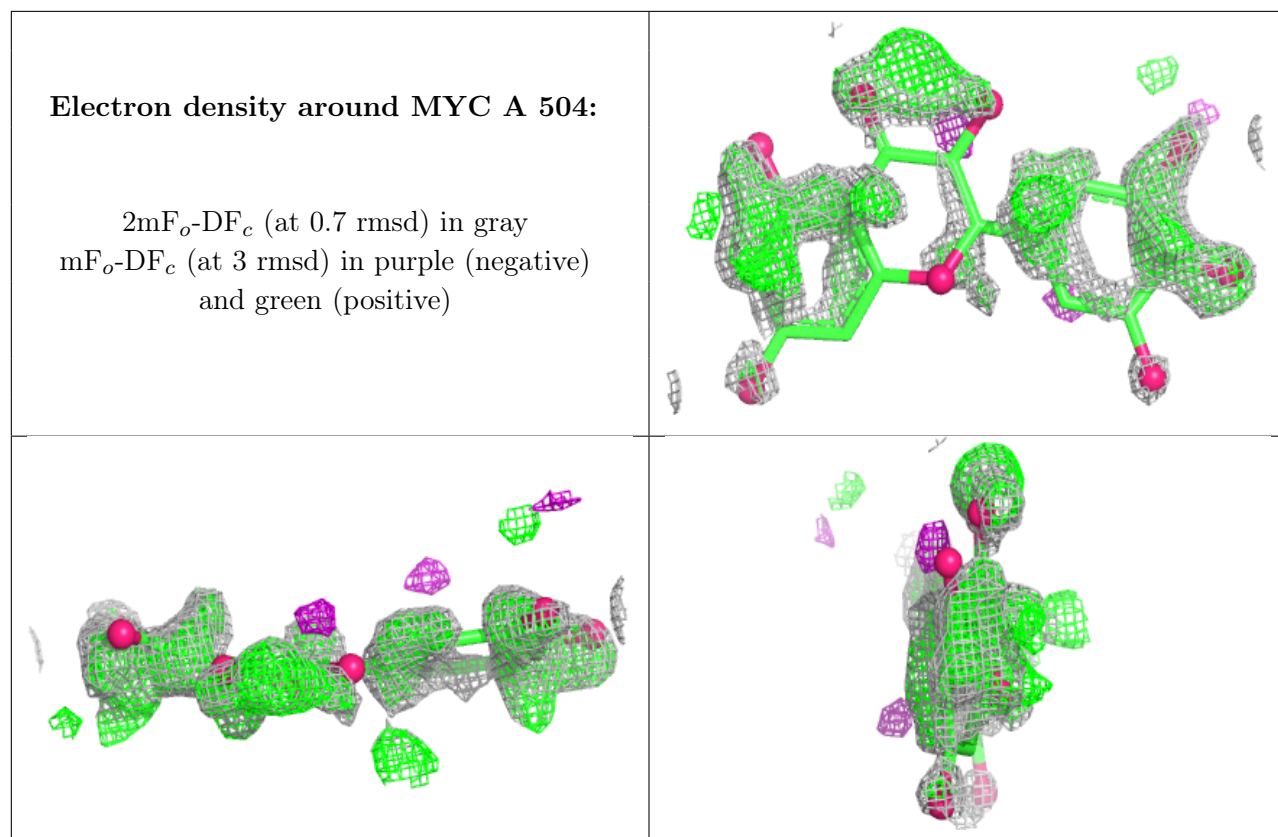 Electron density around MYC A 504:
2mFₒ-DF𝒸 (at 0.7 rmsd) in gray
mFₒ-DF𝒸 (at 3 rmsd) in purple (negative)
and green (positive)